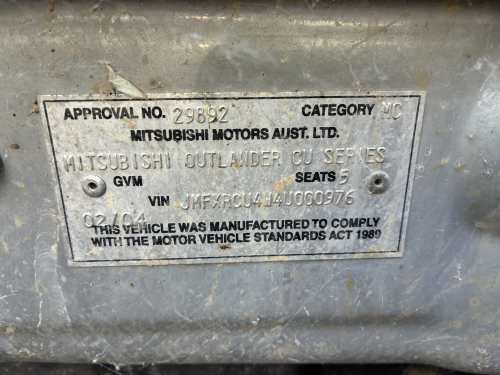 APPROVAL NO. 29892 CATEGORY MC
MITSUBISHI MOTORS AUST. LTD.
MITSUBISHI OUTLANDER CU SERIES
GVM SEATS 5
VIN JMFXRCU4W4U000976
02/04
THIS VEHICLE WAS MANUFACTURED TO COMPLY
WITH THE MOTOR VEHICLE STANDARDS ACT 1989